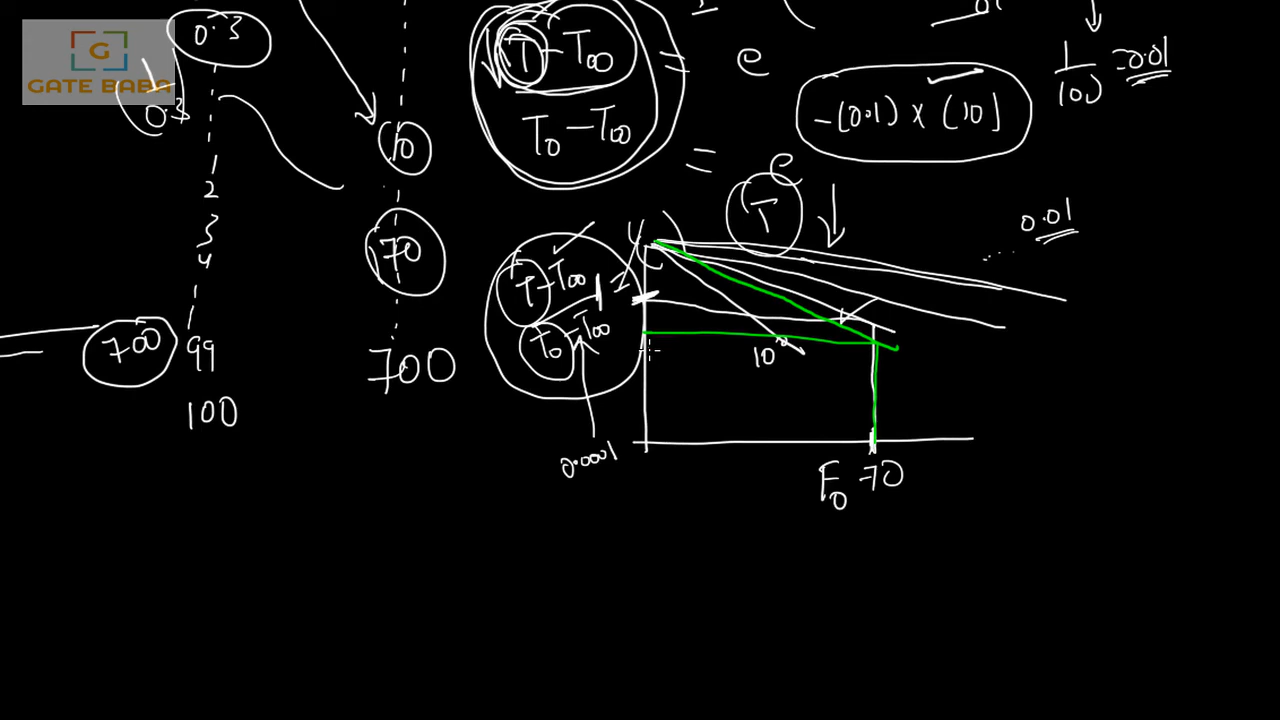 0.3
G
GATE BABA
0.3
T - T∞
= e
T0 - T∞
-(0.1) x (10]
1
100
=0.01
10
= e
2
3
4
70
T
0.01
T-T∞
T0 -T∞
700
99
700
10
100
0.0001
F0 70